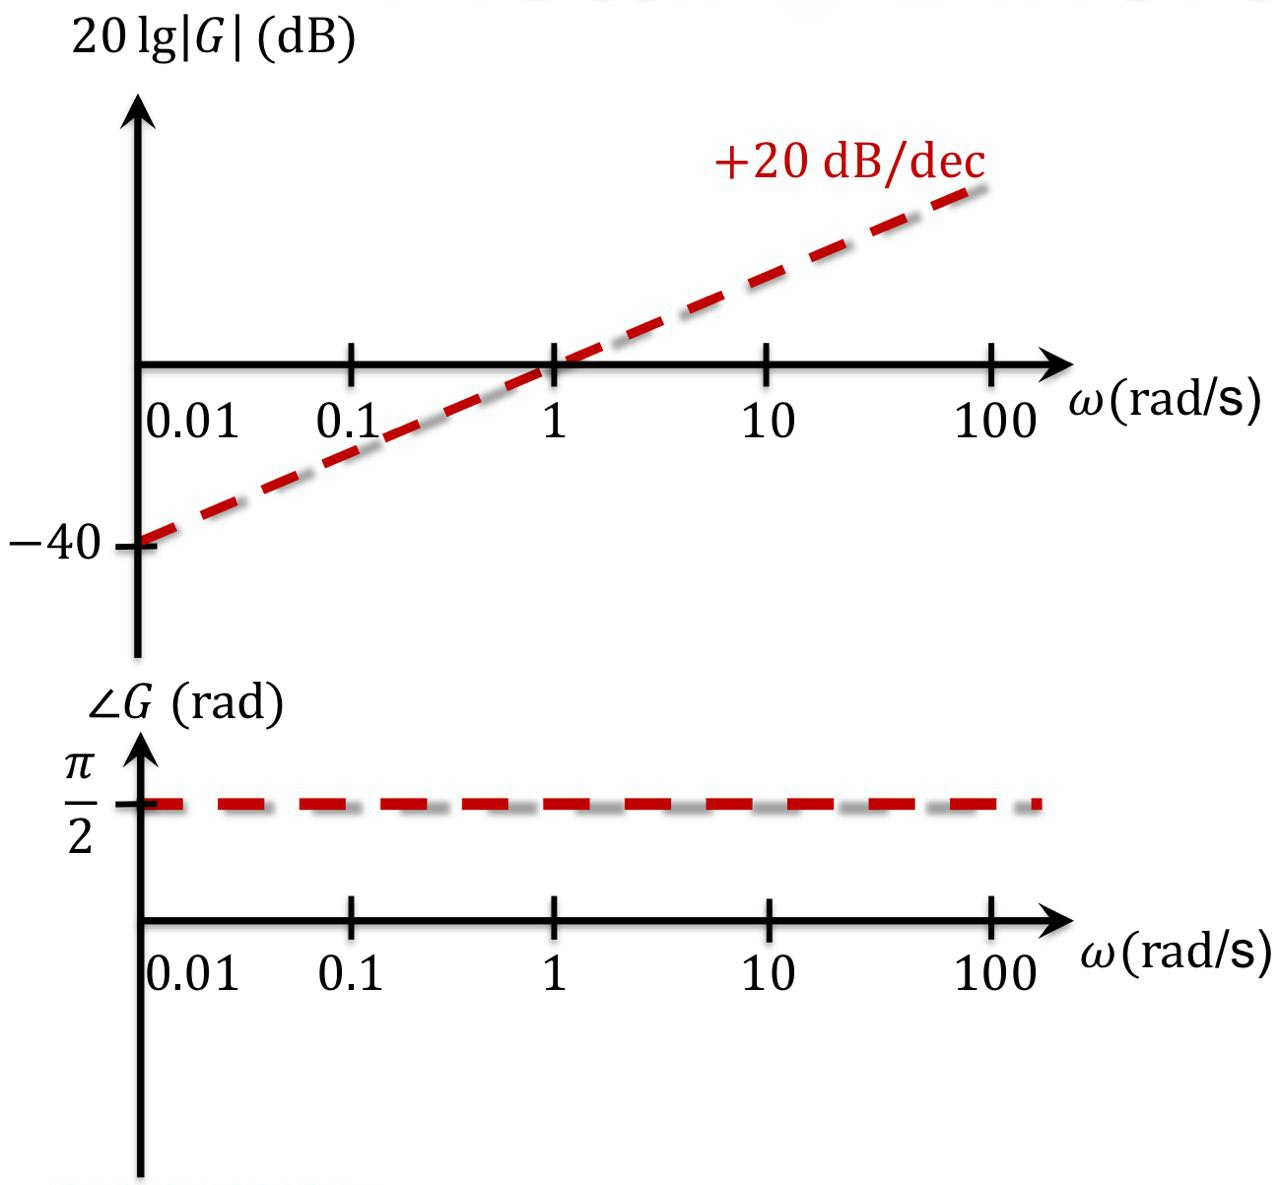 20 lg|G| (dB)
+20 dB/dec
0.01 0.1 1 10 100 ω(rad/s)
−40
∠G (rad)
π
2
0.01 0.1 1 10 100 ω(rad/s)